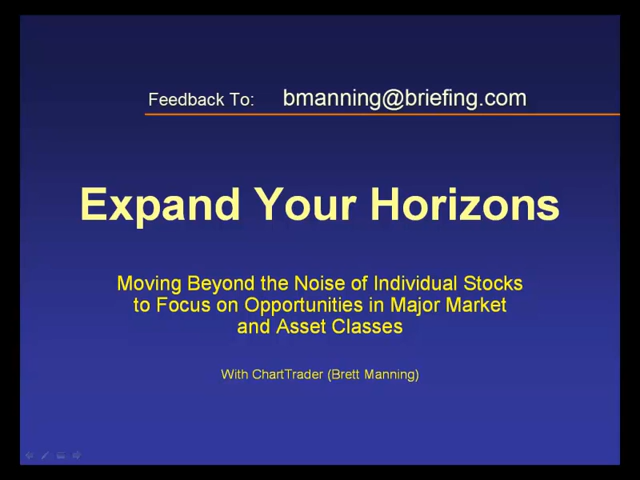 Feedback To: bmanning@briefing.com
Expand Your Horizons
Moving Beyond the Noise of Individual Stocks
to Focus on Opportunities in Major Market
and Asset Classes
With ChartTrader (Brett Manning)